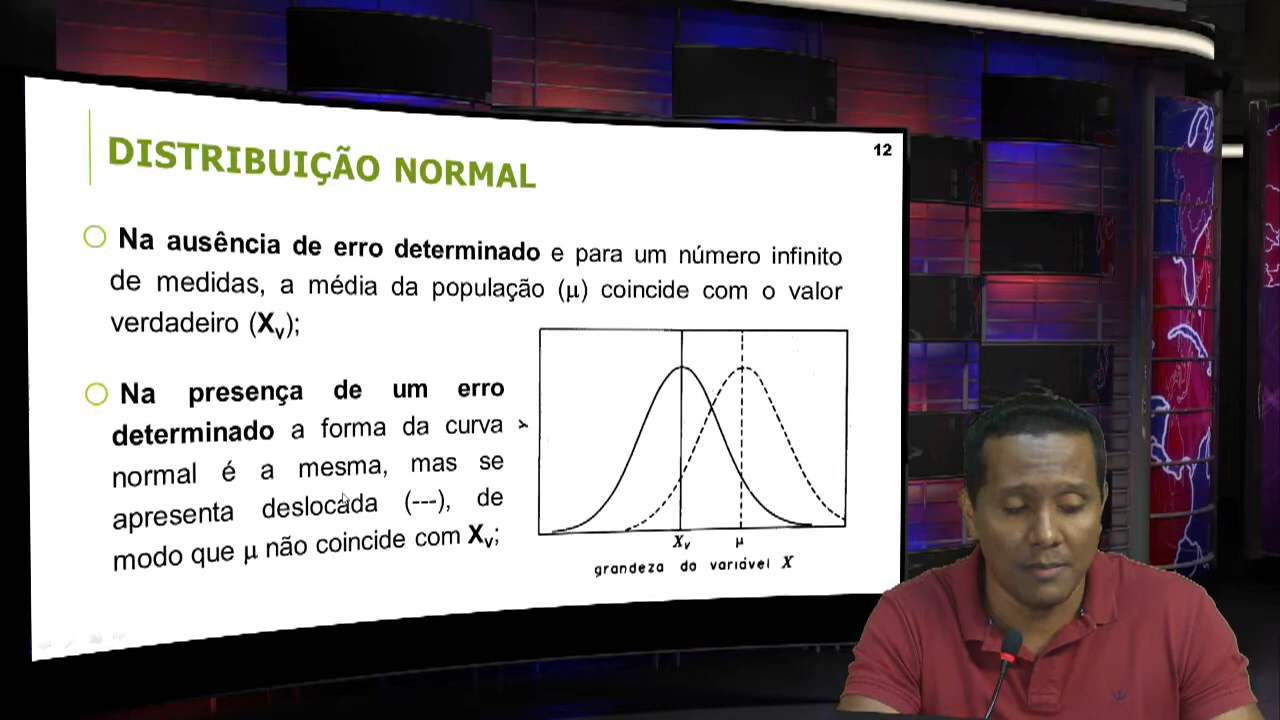 12
DISTRIBUIÇÃO NORMAL
Na ausência de erro determinado e para um número infinito
de medidas, a média da população (μ) coincide com o valor
verdadeiro (Xv);
Na presença de um erro
determinado a forma da curva
normal é a mesma, mas se
apresenta deslocada (---), de
modo que μ não coincide com Xv;
Y
Xv μ
grandeza do variável X